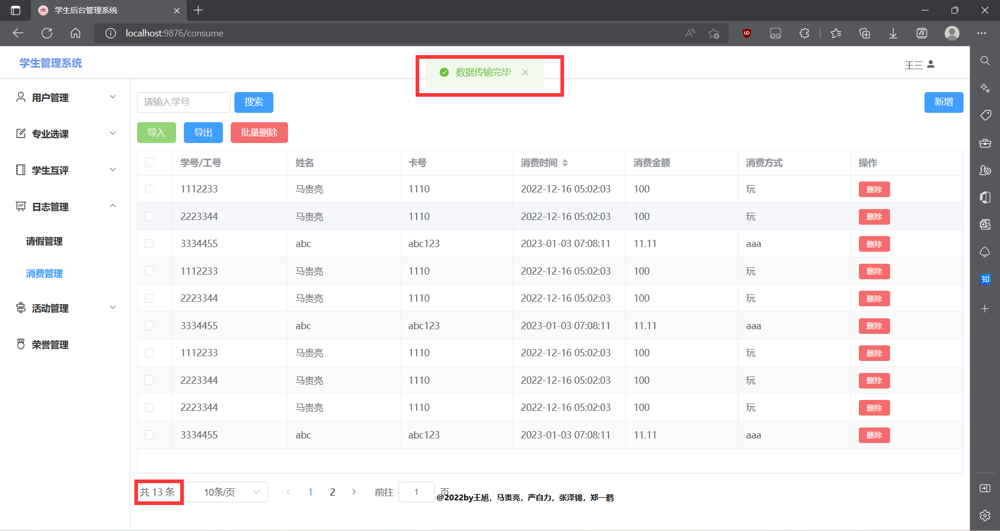 学生后台管理系统
localhost:9876/consume
学生管理系统
数据传输完毕
王三
用户管理
专业选课
学生互评
日志管理
请假管理
消费管理
活动管理
荣誉管理
请输入学号 搜索 新增
导入 导出 批量删除
学号/工号 姓名 卡号 消费时间 消费金额 消费方式 操作
1112233 马贵亮 1110 2022-12-16 05:02:03 100 玩 删除
2223344 马贵亮 1110 2022-12-16 05:02:03 100 玩 删除
3334455 abc abc123 2023-01-03 07:08:11 11.11 aaa 删除
1112233 马贵亮 1110 2022-12-16 05:02:03 100 玩 删除
2223344 马贵亮 1110 2022-12-16 05:02:03 100 玩 删除
3334455 abc abc123 2023-01-03 07:08:11 11.11 aaa 删除
1112233 马贵亮 1110 2022-12-16 05:02:03 100 玩 删除
2223344 马贵亮 1110 2022-12-16 05:02:03 100 玩 删除
2223344 马贵亮 1110 2022-12-16 05:02:03 100 玩 删除
3334455 abc abc123 2023-01-03 07:08:11 11.11 aaa 删除
共 13 条 10条/页 1 2 前往 1 页
@2022by王旭，马贵亮，严自力，张泽锦，郑一鹤
知